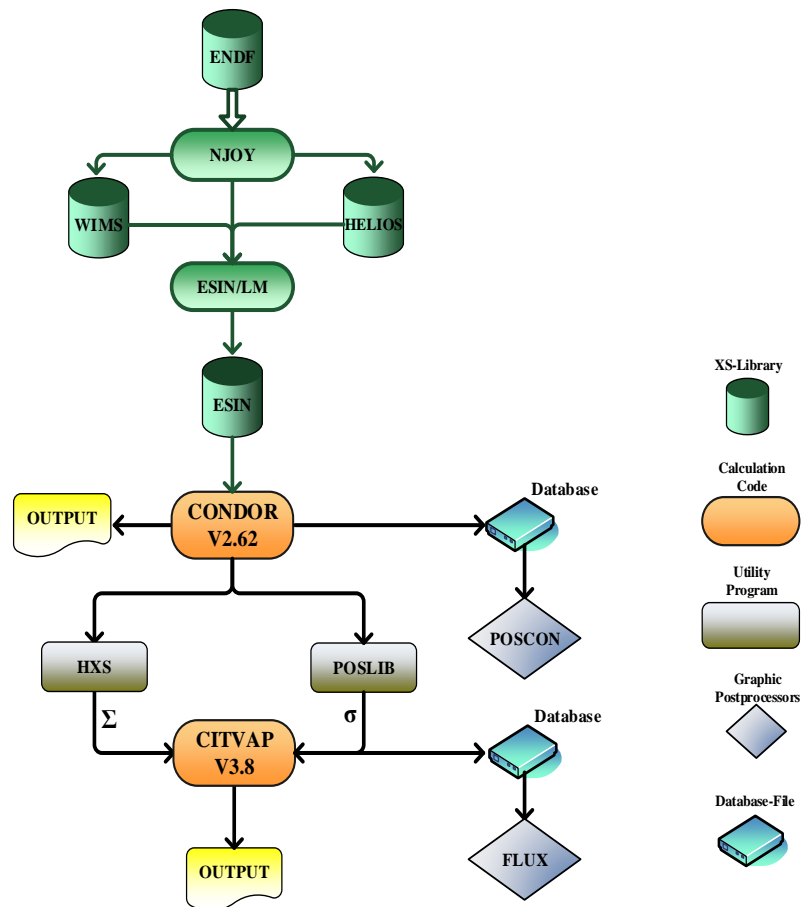 ENDF
NJOY
WIMS
HELIOS
ESIN/LM
ESIN
CONDOR
V2.62
OUTPUT
Database
POSCON
HXS
POSLIB
Σ
σ
CITVAP
V3.8
Database
FLUX
OUTPUT
XS-Library
Calculation
Code
Utility
Program
Graphic
Postprocessors
Database-File